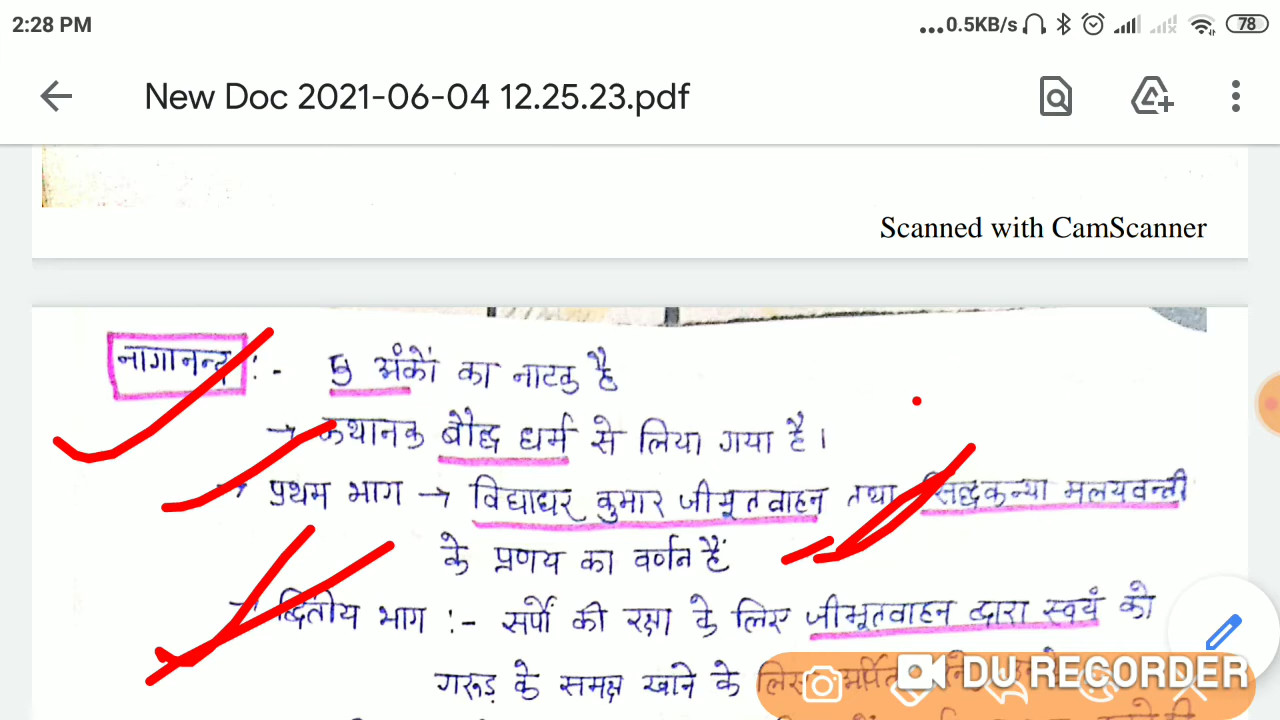 2:28 PM
...0.5KB/s
78
New Doc 2021-06-04 12.25.23.pdf
Scanned with CamScanner
नागानन्द :- 5 अंकों का नाटक है
→ कथानक बौद्ध धर्म से लिया गया है।
→ प्रथम भाग → विद्याधर कुमार जीमूतवाहन तथा सिद्धकन्या मलयवन्ती
के प्रणय का वर्णन हैं
→ द्वितीय भाग :- सर्पों की रक्षा के लिए जीमूतवाहन द्वारा स्वयं को
गरूड़ के समक्ष खाने के लिए
DU RECORDER